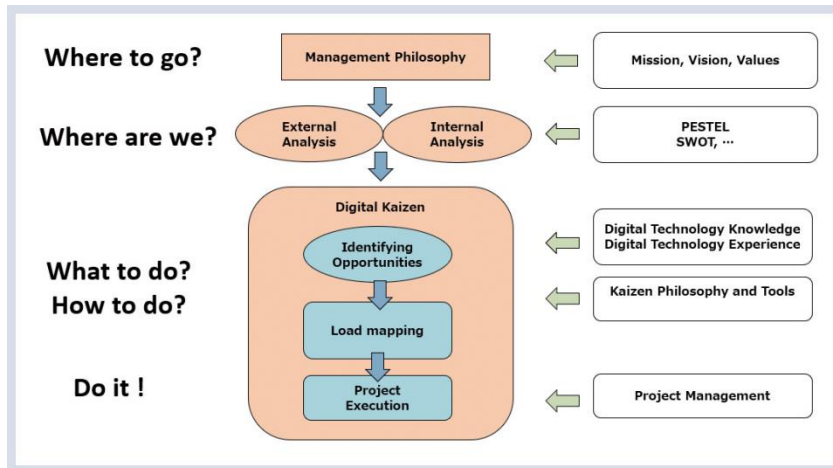 Where to go?
Management Philosophy
Mission, Vision, Values
Where are we?
External
Analysis
Internal
Analysis
PESTEL
SWOT, ···
Digital Kaizen
Identifying
Opportunities
Digital Technology Knowledge
Digital Technology Experience
What to do?
How to do?
Kaizen Philosophy and Tools
Load mapping
Do it !
Project
Execution
Project Management